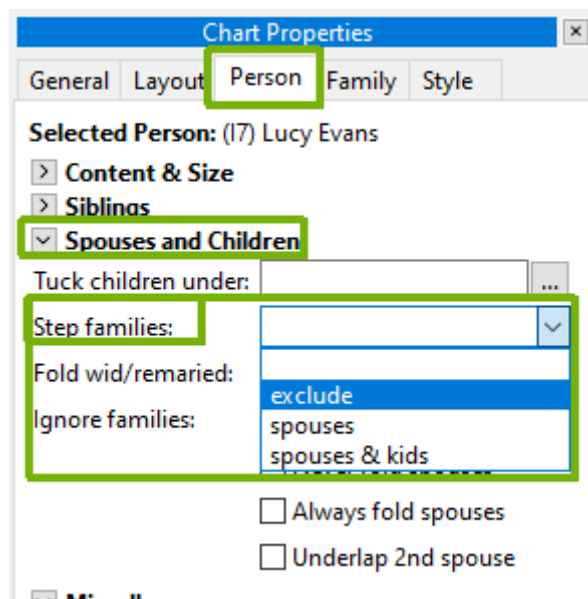 Chart Properties
General Layout Person Family Style
Selected Person: (I7) Lucy Evans
Content & Size
Siblings
Spouses and Children
Tuck children under: ...
Step families:
Fold wid/remaried:
exclude
Ignore families:
spouses
spouses & kids
Always fold spouses
Underlap 2nd spouse